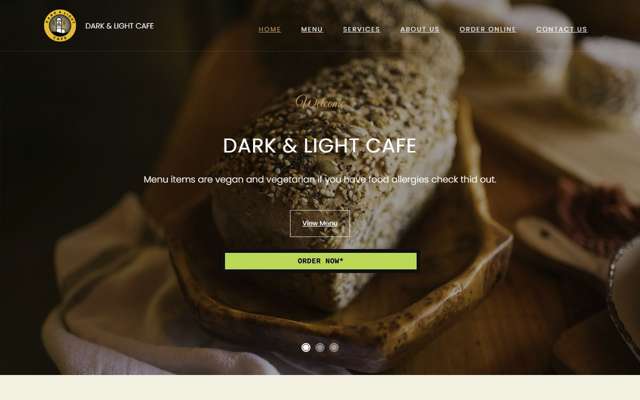 DARK & LIGHT CAFE
HOME MENU SERVICES ABOUT US ORDER ONLINE CONTACT US
Welcome
DARK & LIGHT CAFE
Menu items are vegan and vegetarian if you have food allergies check thid out.
View Menu
ORDER NOW*